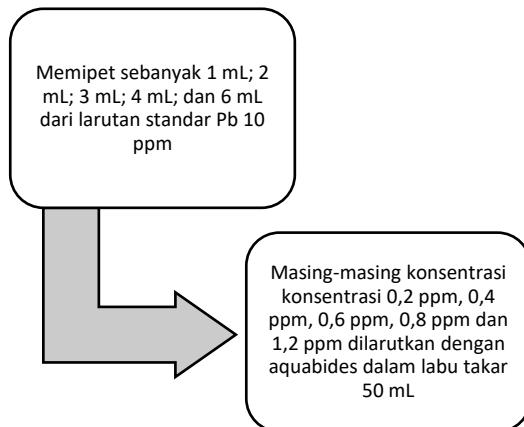 Memipet sebanyak 1 mL; 2
mL; 3 mL; 4 mL; dan 6 mL
dari larutan standar Pb 10
ppm
Masing-masing konsentrasi
konsentrasi 0,2 ppm, 0,4
ppm, 0,6 ppm, 0,8 ppm dan
1,2 ppm dilarutkan dengan
aquabides dalam labu takar
50 mL